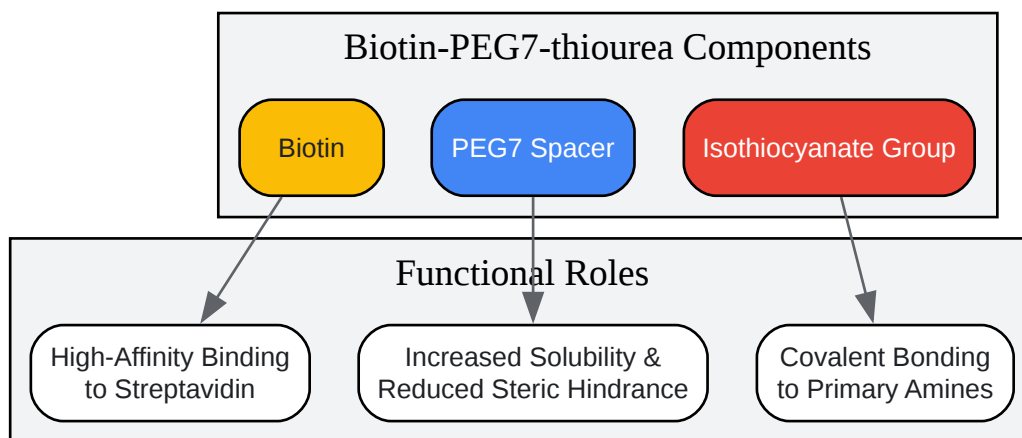 Biotin-PEG7-thiourea Components
Biotin
PEG7 Spacer
Isothiocyanate Group
Functional Roles
High-Affinity Binding
to Streptavidin
Increased Solubility &
Reduced Steric Hindrance
Covalent Bonding
to Primary Amines